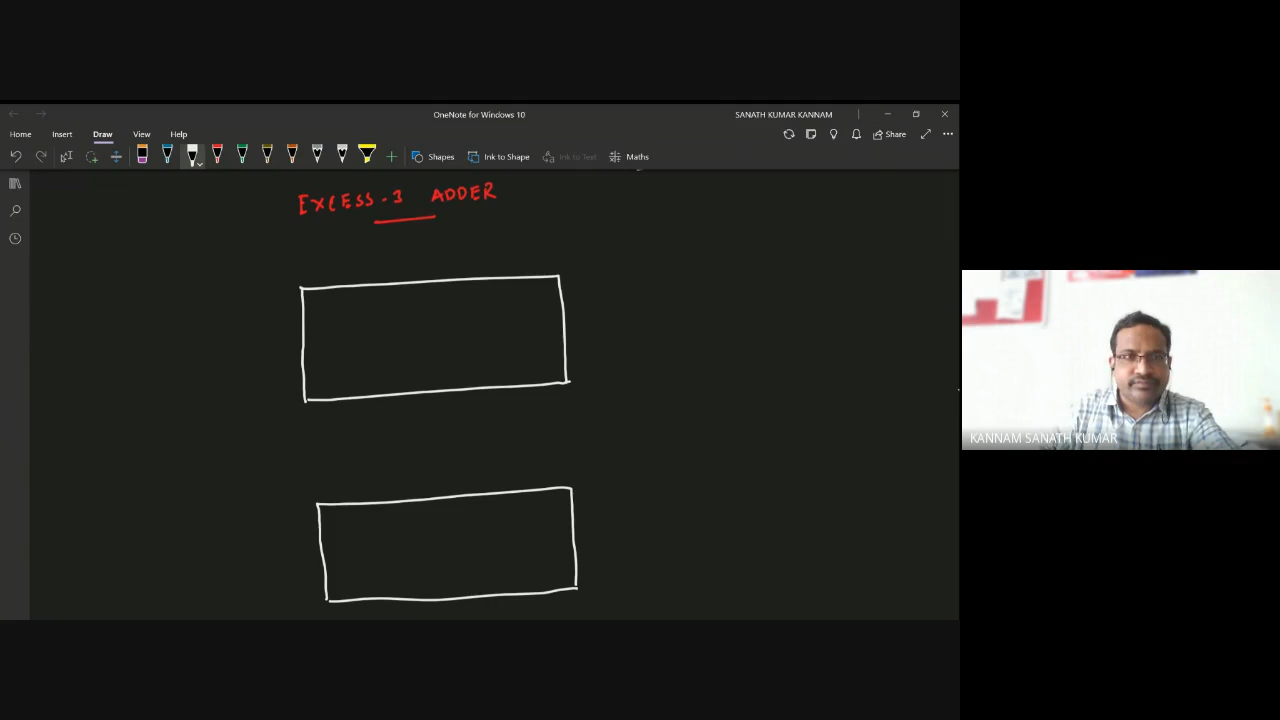 OneNote for Windows 10
SANATH KUMAR KANNAM
Home Insert Draw View Help
Share
Shapes Ink to Shape Ink to Text Maths
EXCESS-3 ADDER
KANNAM SANATH KUMAR